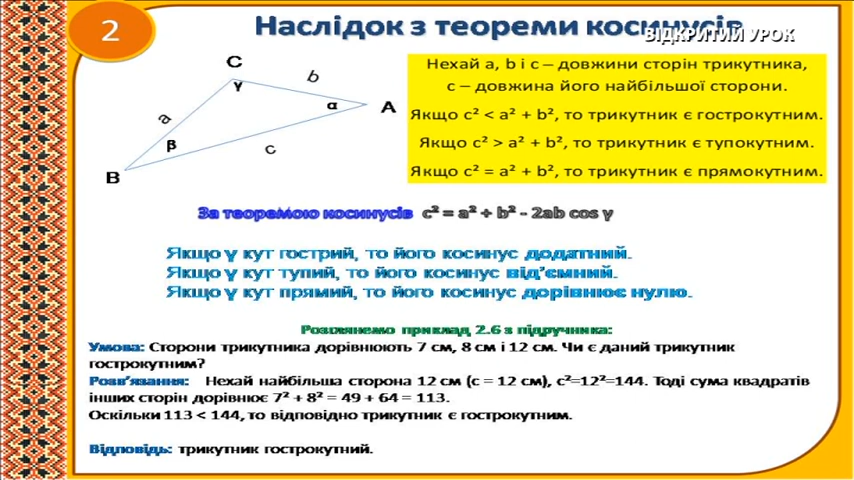 2
Наслідок з теореми косинусів
ВІДКРИТИЙ УРОК
Нехай a, b і c – довжини сторін трикутника,
c – довжина його найбільшої сторони.
Якщо c² < a² + b², то трикутник є гострокутним.
Якщо c² > a² + b², то трикутник є тупокутним.
Якщо c² = a² + b², то трикутник є прямокутним.
C
γ
b
α
A
a
β
c
B
За теоремою косинусів c² = a² + b² - 2ab cos γ
Якщо γ кут гострий, то його косинус додатний.
Якщо γ кут тупий, то його косинус від’ємний.
Якщо γ кут прямий, то його косинус дорівнює нулю.
Розглянемо приклад 2.6 з підручника:
Умова: Сторони трикутника дорівнюють 7 см, 8 см і 12 см. Чи є даний трикутник
гострокутним?
Розв’язання: Нехай найбільша сторона 12 см (c = 12 см), c²=12²=144. Тоді сума квадратів
інших сторін дорівнює 7² + 8² = 49 + 64 = 113.
Оскільки 113 < 144, то відповідно трикутник є гострокутним.
Відповідь: трикутник гострокутний.